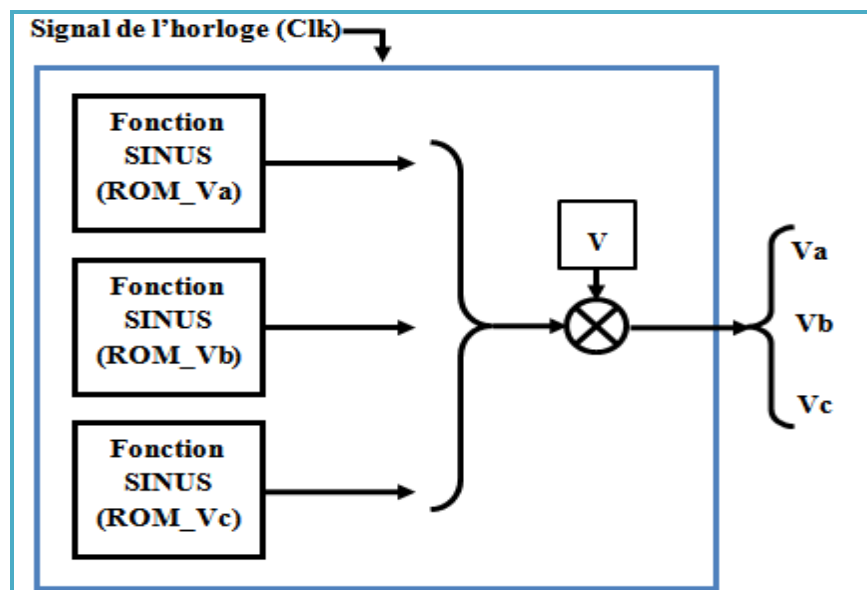 Signal de l'horloge (Clk)
Fonction
SINUS
(ROM_Va)
Fonction
SINUS
(ROM_Vb)
Fonction
SINUS
(ROM_Vc)
V
Va
Vb
Vc